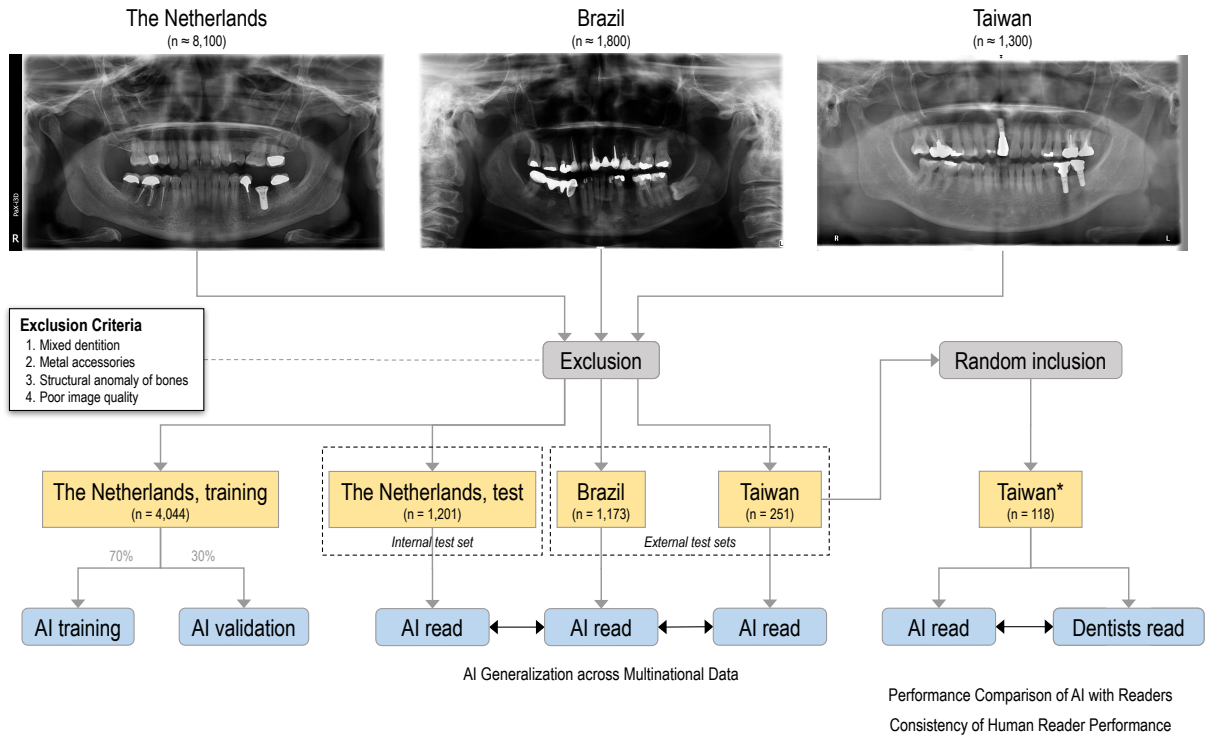 The Netherlands
(n ≈ 8,100)
Brazil
(n ≈ 1,800)
Taiwan
(n ≈ 1,300)
PaX-i3D
R
L
R
L
Exclusion Criteria
1. Mixed dentition
2. Metal accessories
3. Structural anomaly of bones
4. Poor image quality
Exclusion
Random inclusion
The Netherlands, training
(n = 4,044)
The Netherlands, test
(n = 1,201)
Internal test set
Brazil
(n = 1,173)
Taiwan
(n = 251)
External test sets
Taiwan*
(n = 118)
70%
30%
AI training
AI validation
AI read
AI read
AI read
AI read
Dentists read
AI Generalization across Multinational Data
Performance Comparison of AI with Readers
Consistency of Human Reader Performance